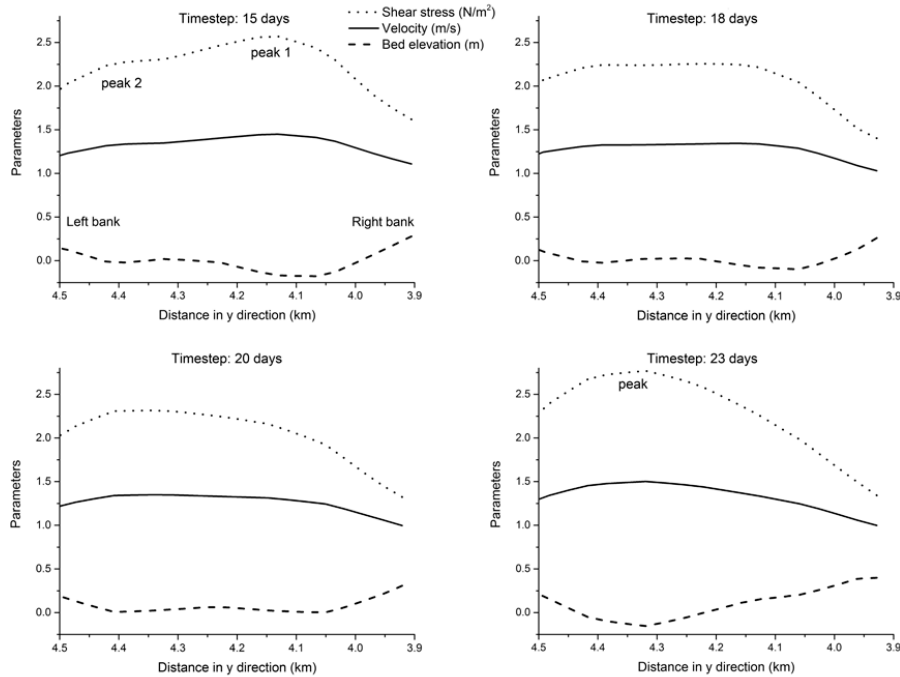 Timestep: 15 days
Shear stress (N/m²)
Velocity (m/s)
Bed elevation (m)
Timestep: 18 days
peak 1
peak 2
Left bank
Right bank
Parameters
2.5
2.0
1.5
1.0
0.5
0.0
4.5 4.4 4.3 4.2 4.1 4.0 3.9
Distance in y direction (km)
Parameters
2.5
2.0
1.5
1.0
0.5
0.0
4.5 4.4 4.3 4.2 4.1 4.0 3.9
Distance in y direction (km)
Timestep: 20 days
Parameters
2.5
2.0
1.5
1.0
0.5
0.0
4.5 4.4 4.3 4.2 4.1 4.0 3.9
Distance in y direction (km)
Timestep: 23 days
peak
Parameters
2.5
2.0
1.5
1.0
0.5
0.0
4.5 4.4 4.3 4.2 4.1 4.0 3.9
Distance in y direction (km)